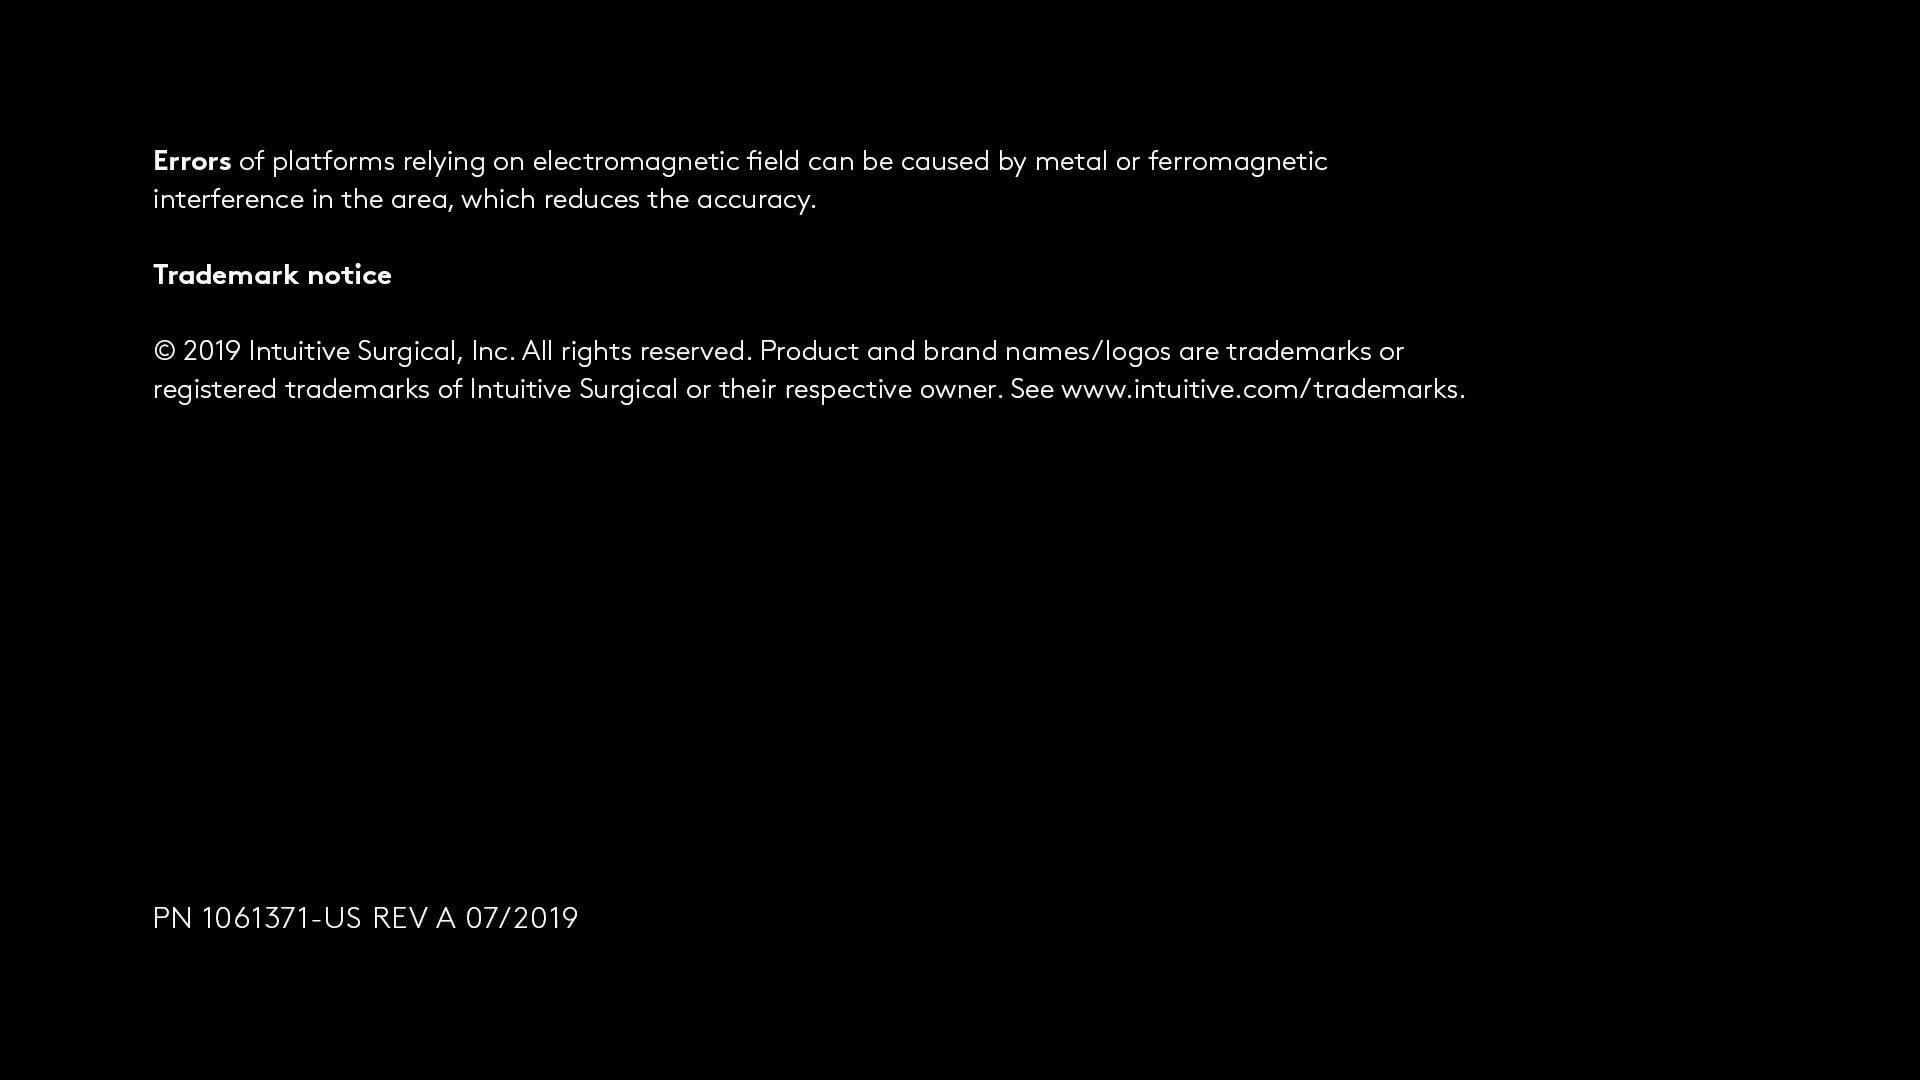 Errors of platforms relying on electromagnetic field can be caused by metal or ferromagnetic
interference in the area, which reduces the accuracy.
Trademark notice
© 2019 Intuitive Surgical, Inc. All rights reserved. Product and brand names/logos are trademarks or
registered trademarks of Intuitive Surgical or their respective owner. See www.intuitive.com/trademarks.
PN 1061371-US REV A 07/2019